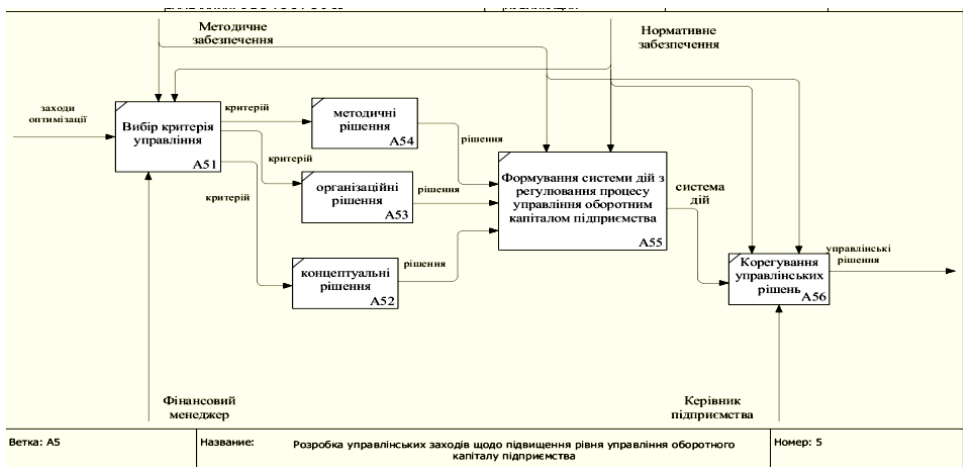 Методичне
забезпечення
Нормативне
забезпечення
заходи
оптимізації
Вибір критерія
управління
A51
критерій
критерій
критерій
методичні
рішення
A54
рішення
організаційні
рішення
A53
рішення
концептуальні
рішення
A52
рішення
Формування системи дій з
регулювання процесу
управління оборотним
капіталом підприємства
A55
система
дій
Корегування
управлінських
рішень
A56
управлінські
рішення
Фінансовий
менеджер
Керівник
підприємства
Ветка: A5
Название:
Розробка управлінських заходів щодо підвищення рівня управління оборотного
капіталу підприємства
Номер: 5